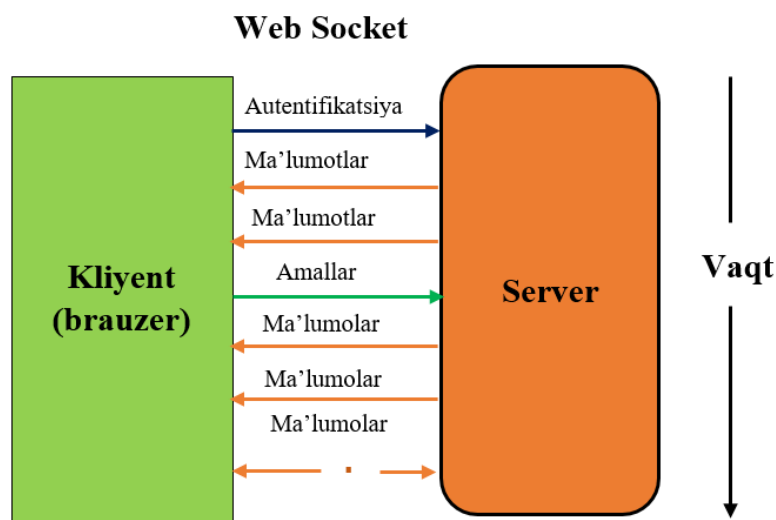 Web Socket
Autentifikatsiya
Ma’lumotlar
Ma’lumotlar
Kliyent
(brauzer)
Amallar
Server
Vaqt
Ma’lumolar
Ma’lumolar
Ma’lumolar